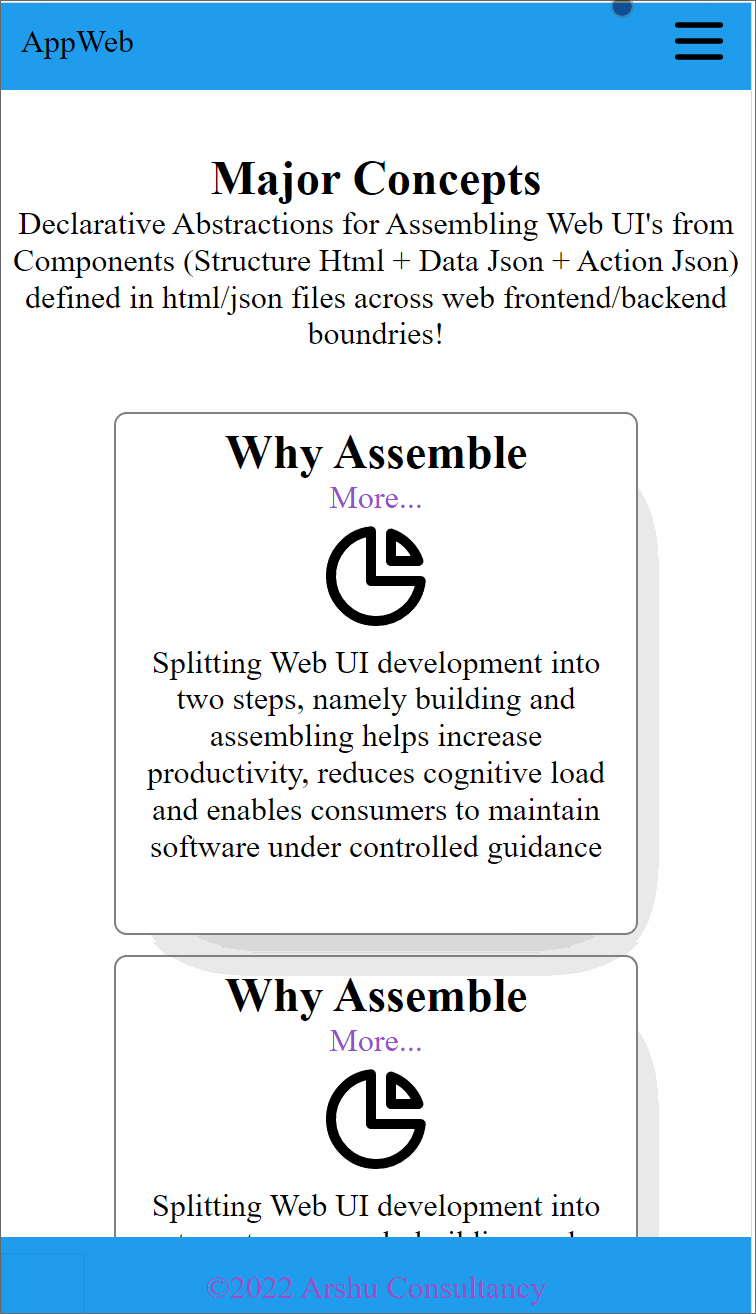 AppWeb
Major Concepts
Declarative Abstractions for Assembling Web UI's from
Components (Structure Html + Data Json + Action Json)
defined in html/json files across web frontend/backend
boundries!
Why Assemble
More...
Splitting Web UI development into
two steps, namely building and
assembling helps increase
productivity, reduces cognitive load
and enables consumers to maintain
software under controlled guidance
Why Assemble
More...
Splitting Web UI development into
©2022 Arshu Consultancy